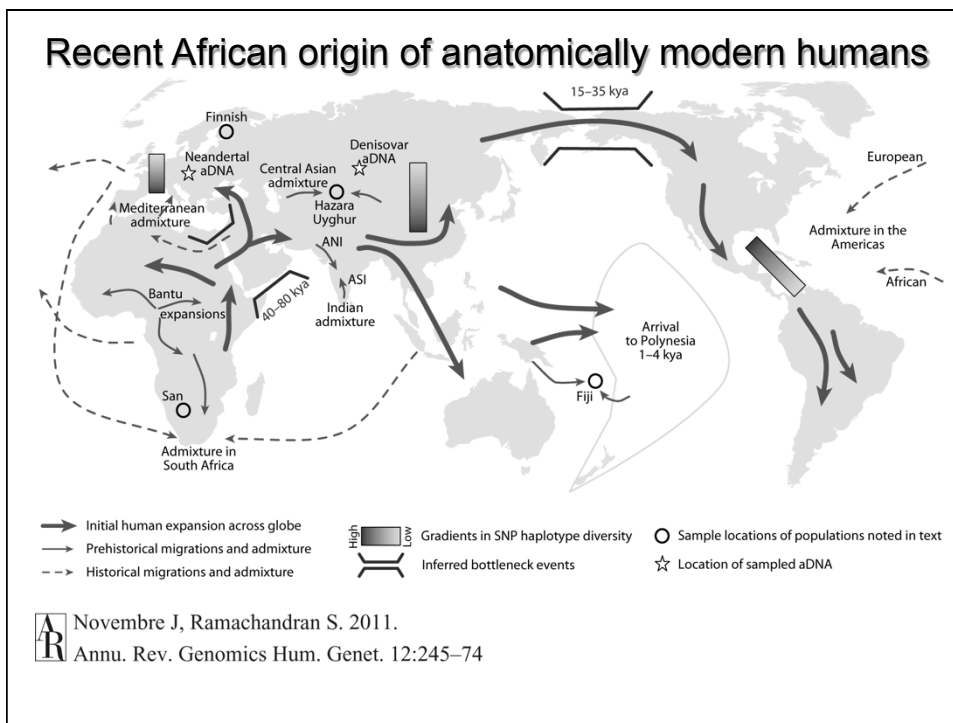 Recent African origin of anatomically modern humans
15–35 kya
Finnish
Neandertal
aDNA
Denisovar
aDNA
Central Asian
admixture
Hazara
Uyghur
European
Mediterranean
admixture
Admixture in the
Americas
ANI
ASI
Indian
admixture
40–80 kya
African
Bantu
expansions
Arrival
to Polynesia
1–4 kya
San
Fiji
Admixture in
South Africa
Initial human expansion across globe
Prehistorical migrations and admixture
Historical migrations and admixture
High
Low
Gradients in SNP haplotype diversity
Inferred bottleneck events
Sample locations of populations noted in text
Location of sampled aDNA
AR
Novembre J, Ramachandran S. 2011.
Annu. Rev. Genomics Hum. Genet. 12:245–74